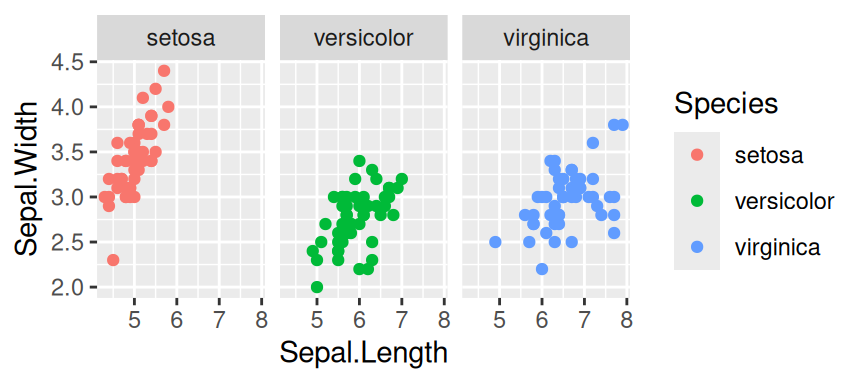 setosa
versicolor
virginica
4.5
4.0
3.5
3.0
2.5
2.0
Sepal.Width
5 6 7 8
5 6 7 8
5 6 7 8
Sepal.Length
Species
setosa
versicolor
virginica